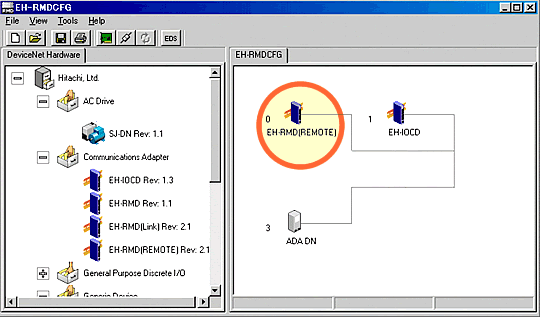 EH-RMDCFG
File View Tools Help
EDS
DeviceNet Hardware
EH-RMDCFG
Hitachi, Ltd.
AC Drive
SJ-DN Rev: 1.1
Communications Adapter
EH-IOCD Rev: 1.3
EH-RMD Rev: 1.1
EH-RMD(Link) Rev: 2.1
EH-RMD(REMOTE) Rev: 2.1
General Purpose Discrete I/O
Generic Device
0
EH-RMD(REMOTE)
1
EH-IOCD
3
ADA DN